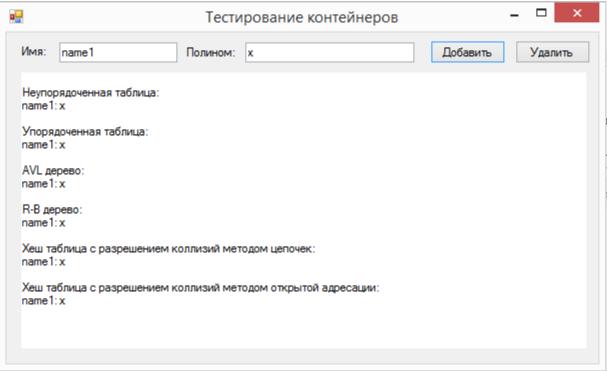 Тестирование контейнеров
Имя: name1 Полином: x Добавить Удалить
Неупорядоченная таблица:
name1: x
Упорядоченная таблица:
name1: x
AVL дерево:
name1: x
R-B дерево:
name1: x
Хеш таблица с разрешением коллизий методом цепочек:
name1: x
Хеш таблица с разрешением коллизий методом открытой адресации:
name1: x